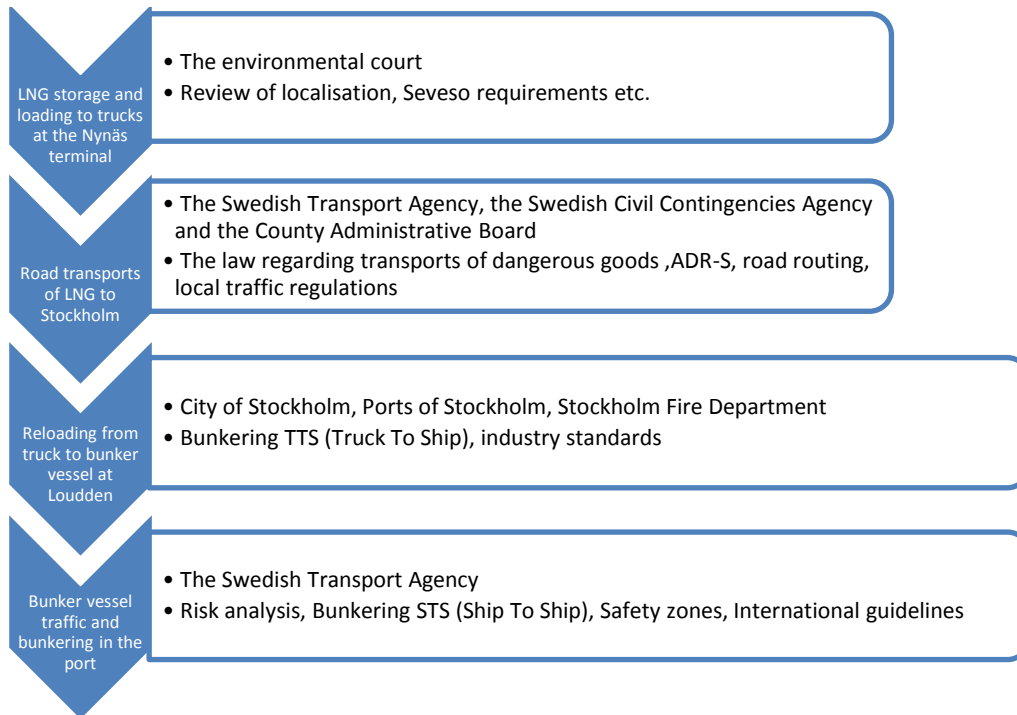 LNG storage and
loading to trucks
at the Nynäs
terminal
• The environmental court
• Review of localisation, Seveso requirements etc.
Road transports
of LNG to
Stockholm
• The Swedish Transport Agency, the Swedish Civil Contingencies Agency
and the County Administrative Board
• The law regarding transports of dangerous goods ,ADR-S, road routing,
local traffic regulations
Reloading from
truck to bunker
vessel at
Loudden
• City of Stockholm, Ports of Stockholm, Stockholm Fire Department
• Bunkering TTS (Truck To Ship), industry standards
Bunker vessel
traffic and
bunkering in the
port
• The Swedish Transport Agency
• Risk analysis, Bunkering STS (Ship To Ship), Safety zones, International guidelines